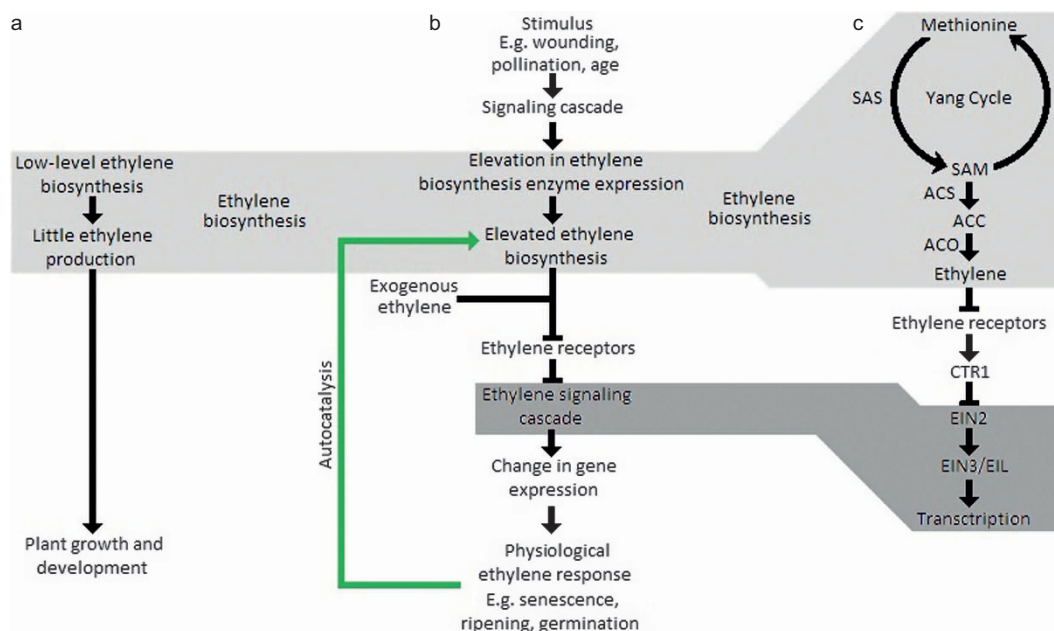 a
Low-level ethylene
biosynthesis
Little ethylene
production
Plant growth and
development
Ethylene
biosynthesis
b
Stimulus
E.g. wounding,
pollination, age
Signaling cascade
Elevation in ethylene
biosynthesis enzyme expression
Elevated ethylene
biosynthesis
Exogenous
ethylene
Ethylene receptors
Ethylene signaling
cascade
Change in gene
expression
Physiological
ethylene response
E.g. senescence,
ripening, germination
Autocatalysis
Ethylene
biosynthesis
c
Methionine
SAS
Yang Cycle
SAM
ACS
ACC
ACO
Ethylene
Ethylene receptors
CTR1
EIN2
EIN3/EIL
Transctription